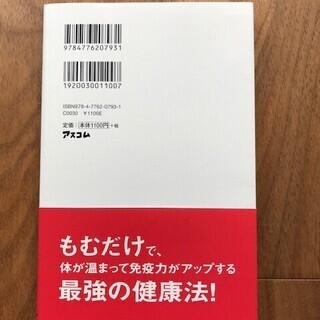 9784776207931
1920030011007
ISBN978-4-7762-0793-1
C0030 ¥1100E
定価 本体1100円 +税
アスコム
もむだけで、
体が温まって免疫力がアップする
最強の健康法!